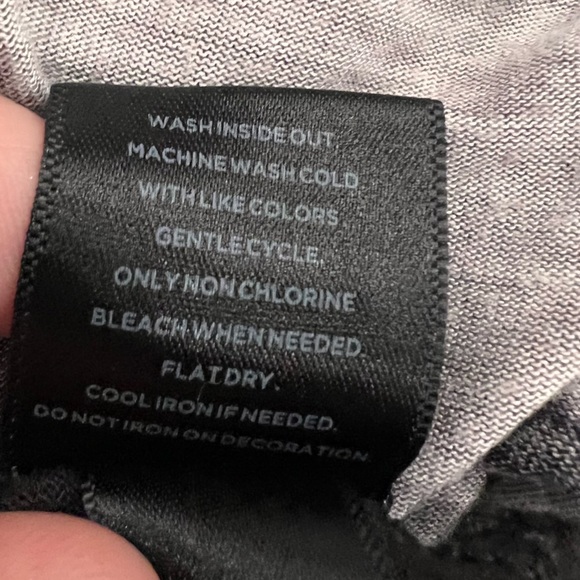 WASH INSIDE OUT.
MACHINE WASH COLD
WITH LIKE COLORS.
GENTLE CYCLE.
ONLY NON CHLORINE
BLEACH WHEN NEEDED.
FLAT DRY.
COOL IRON IF NEEDED.
DO NOT IRON ON DECORATION.